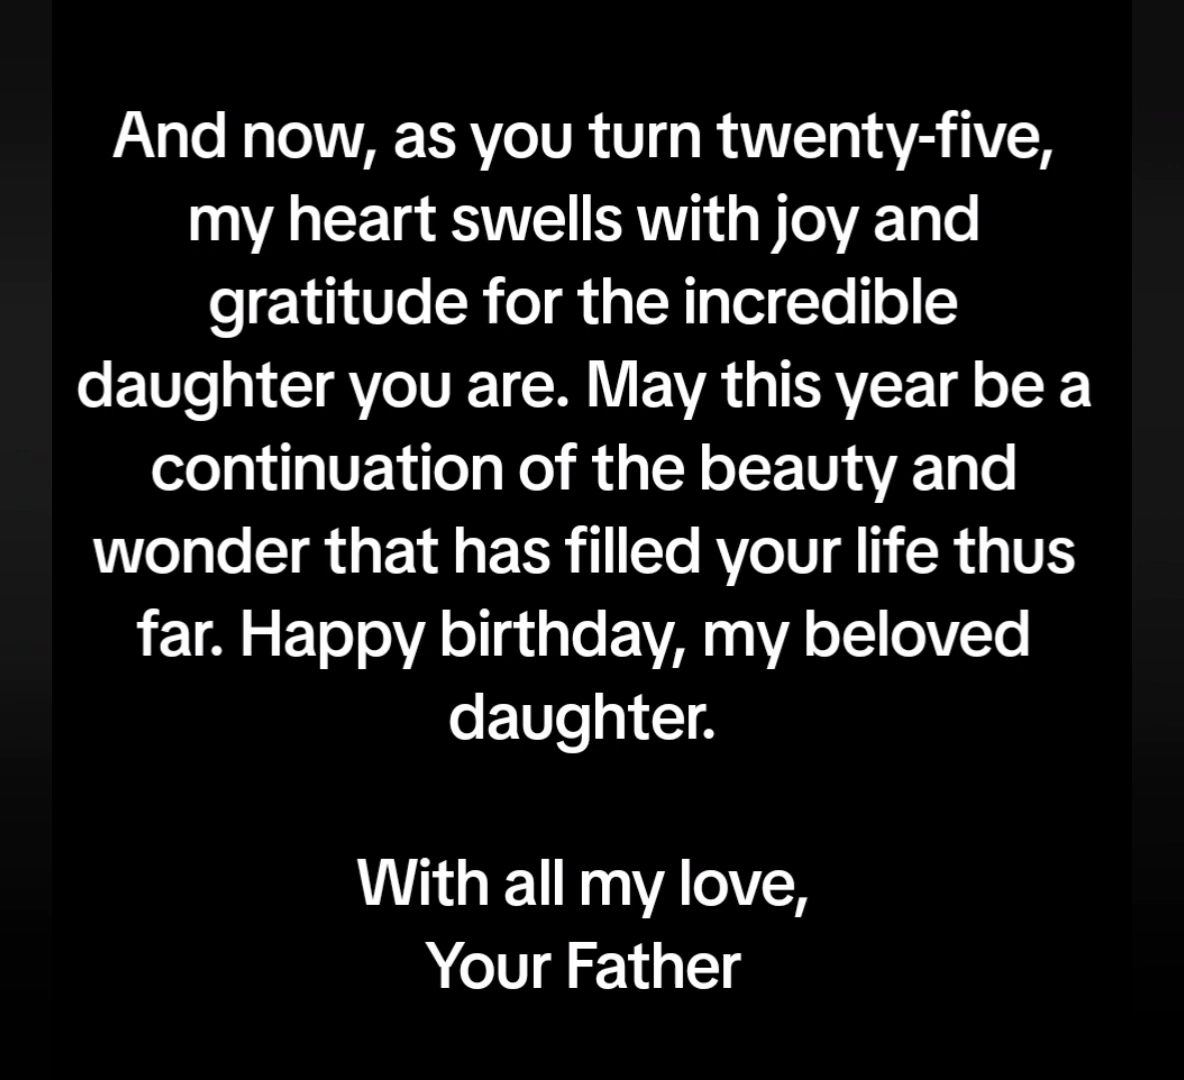 And now, as you turn twenty-five,
my heart swells with joy and
gratitude for the incredible
daughter you are. May this year be a
continuation of the beauty and
wonder that has filled your life thus
far. Happy birthday, my beloved
daughter.
With all my love,
Your Father